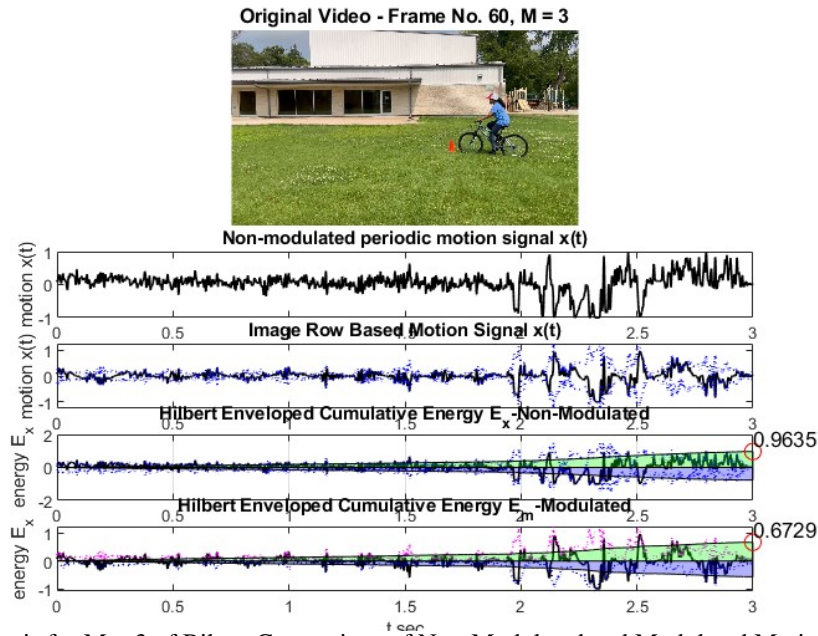 Original Video - Frame No. 60, M = 3
Non-modulated periodic motion signal x(t)
motion x(t)
1
0
-1
0 0.5 1 1.5 2 2.5 3
Image Row Based Motion Signal x(t)
motion x(t)
1
0
-1
0 0.5 1 1.5 2 2.5 3
Hilbert Enveloped Cumulative Energy E_x-Non-Modulated
energy E_x
2
0
-2
0.9635
0 0.5 1 1.5 2 2.5 3
Hilbert Enveloped Cumulative Energy E_m-Modulated
energy E_x
1
0
-1
0.6729
0 0.5 1 1.5 2 2.5 3
t sec